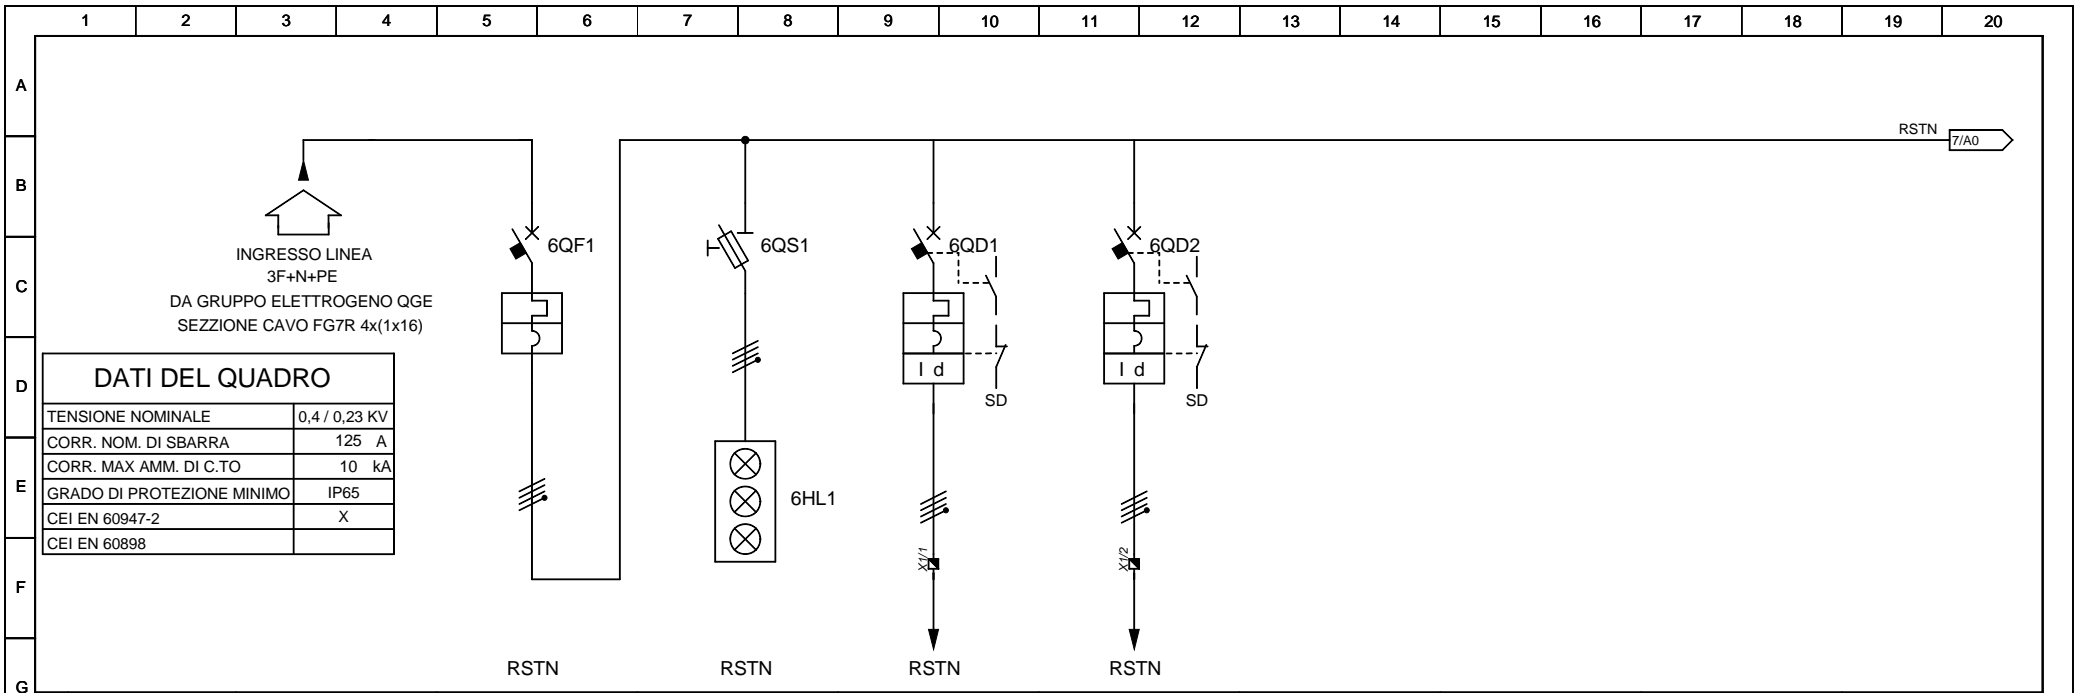 1 2 3 4 5 6 7 8 9 10 11 12 13 14 15 16 17 18 19 20
A
RSTN 7/A0
B
6QF1 6QS1 6QD1 6QD2
INGRESSO LINEA
3F+N+PE
C
DA GRUPPO ELETTROGENO QGE
SEZZIONE CAVO FG7R 4x(1x16)
I d I d
DATI DEL QUADRO
D
SD SD
TENSIONE NOMINALE 0,4 / 0,23 KV
CORR. NOM. DI SBARRA 125 A
CORR. MAX AMM. DI C.TO 10 kA
E
GRADO DI PROTEZIONE MINIMO IP65
6HL1
CEI EN 60947-2 X
CEI EN 60898
X1/1 X1/2
F
RSTN RSTN RSTN RSTN
G